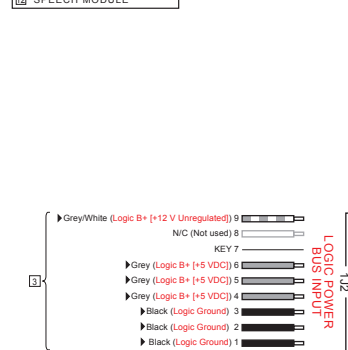 12 SPEECH MODULE
Grey/White (Logic B+ [+12 V Unregulated]) 9
N/C (Not used) 8
KEY 7
Grey (Logic B+ [+5 VDC]) 6
Grey (Logic B+ [+5 VDC]) 5
Grey (Logic B+ [+5 VDC]) 4
Black (Logic Ground) 3
Black (Logic Ground) 2
Black (Logic Ground) 1
3
LOGIC POWER
BUS INPUT
1J2